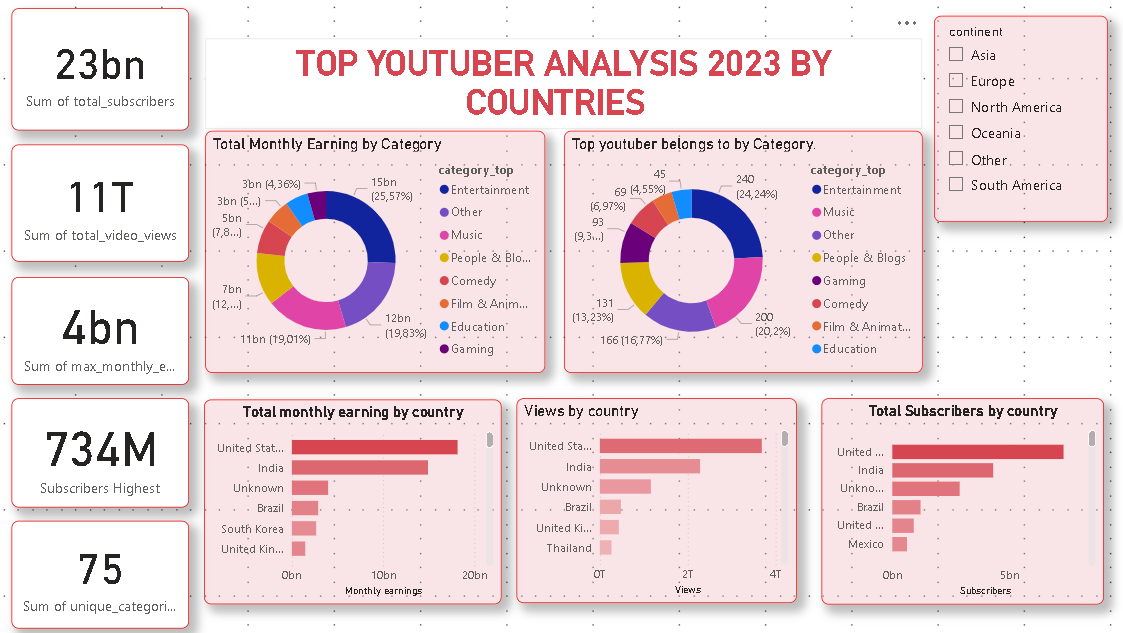 23bn
Sum of total_subscribers
11T
Sum of total_video_views
4bn
Sum of max_monthly_e...
734M
Subscribers Highest
75
Sum of unique_categori...
TOP YOUTUBER ANALYSIS 2023 BY
COUNTRIES
continent
Asia
Europe
North America
Oceania
Other
South America
Total Monthly Earning by Category
15bn
(25,57%)
12bn
(19,83%)
11bn (19,01%)
7bn
(12,...)
5bn
(7,8...)
3bn (5...)
3bn (4,36%)
category_top
Entertainment
Other
Music
People & Blo...
Comedy
Film & Anim...
Education
Gaming
Top youtuber belongs to by Category.
240
(24,24%)
200
(20,2%)
166 (16,77%)
131
(13,23%)
93
(9,3...)
69
(6,97%)
45
(4,55%)
category_top
Entertainment
Music
Other
People & Blogs
Gaming
Comedy
Film & Animat...
Education
Total monthly earning by country
United Stat...
India
Unknown
Brazil
South Korea
United Kin...
0bn 10bn 20bn
Monthly earnings
Views by country
United Sta...
India
Unknown
Brazil
United Ki...
Thailand
0T 2T 4T
Views
Total Subscribers by country
United ...
India
Unkno...
Brazil
United ...
Mexico
0bn 5bn
Subscribers